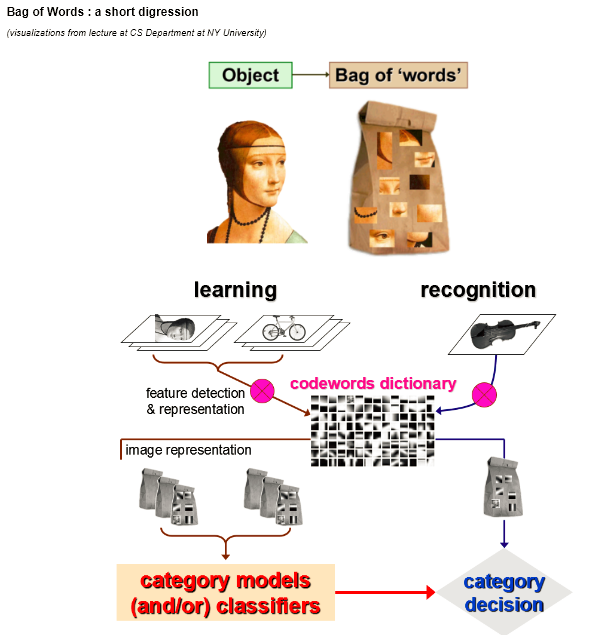 Bag of Words : a short digression
(visualizations from lecture at CS Department at NY University)
Object
Bag of ‘words’
learning
recognition
codewords dictionary
feature detection
& representation
image representation
category models
(and/or) classifiers
category
decision